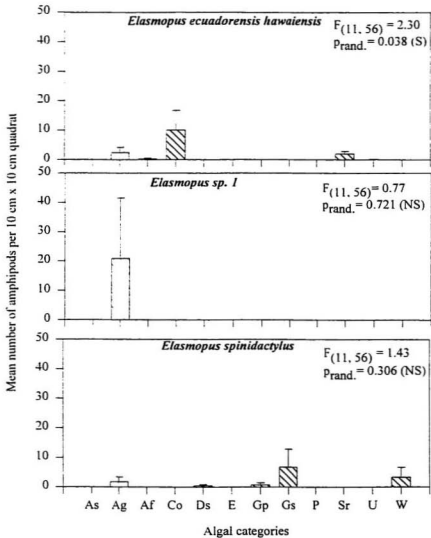 Mean number of amphipods per 10 cm x 10 cm quadrat
50
40
30
20
10
0
Elasmopus ecuadorensis hawaiensis
F(11, 56) = 2.30
prand. = 0.038 (S)
50
40
30
20
10
0
Elasmopus sp. 1
F(11, 56) = 0.77
prand. = 0.721 (NS)
50
40
30
20
10
0
Elasmopus spinidactylus
F(11, 56) = 1.43
prand. = 0.306 (NS)
As Ag Af Co Ds E Gp Gs P Sr U W
Algal categories